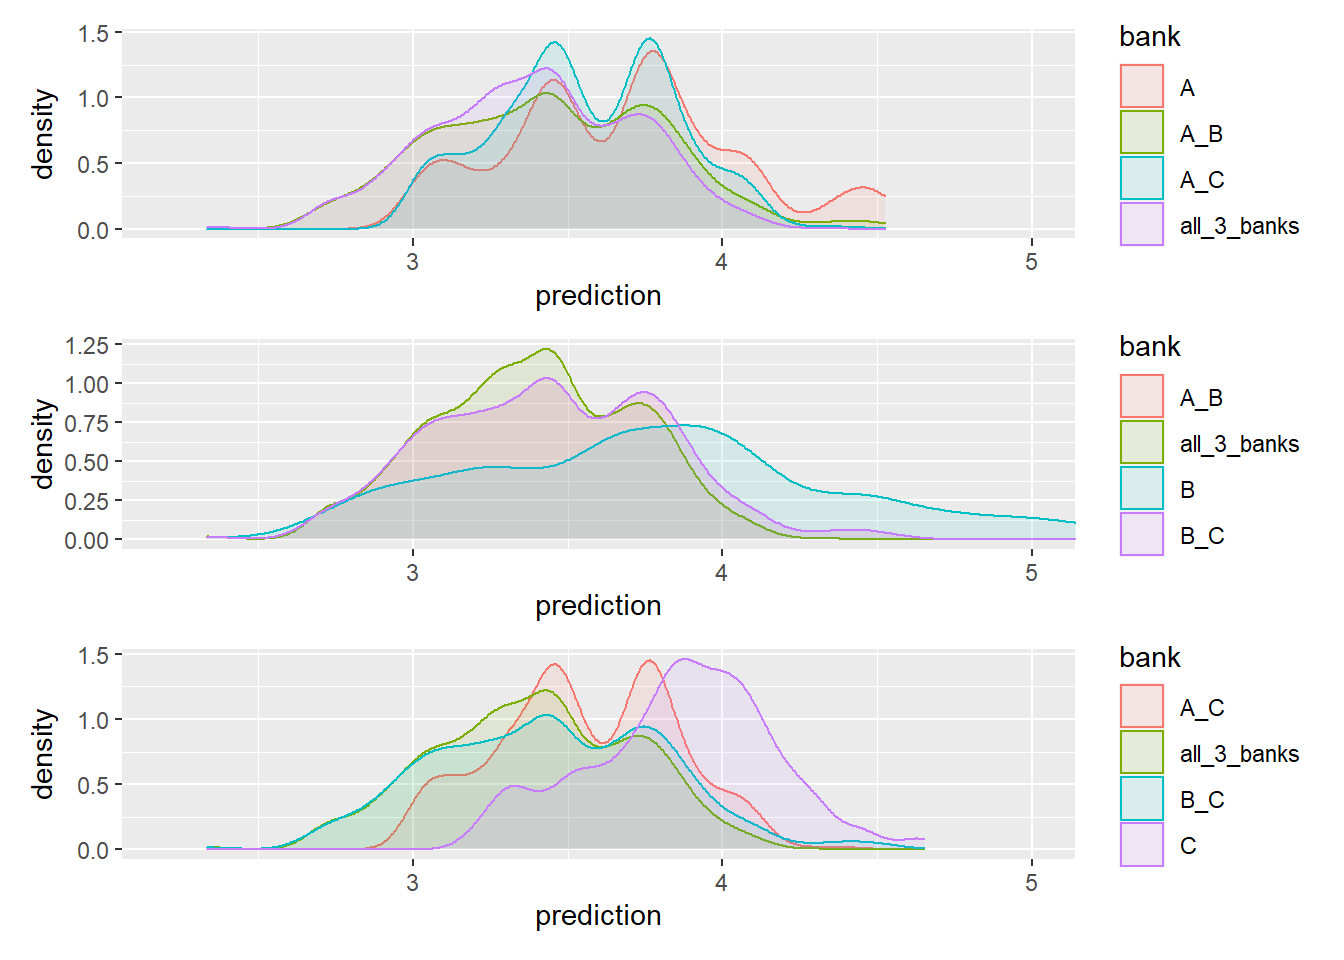 bank
1.5
1.0
0.5
0.0
density
A
A_B
A_C
all_3_banks
3 4 5
prediction
bank
1.25
1.00
0.75
0.50
0.25
0.00
density
A_B
all_3_banks
B
B_C
3 4 5
prediction
bank
1.5
1.0
0.5
0.0
density
A_C
all_3_banks
B_C
C
3 4 5
prediction